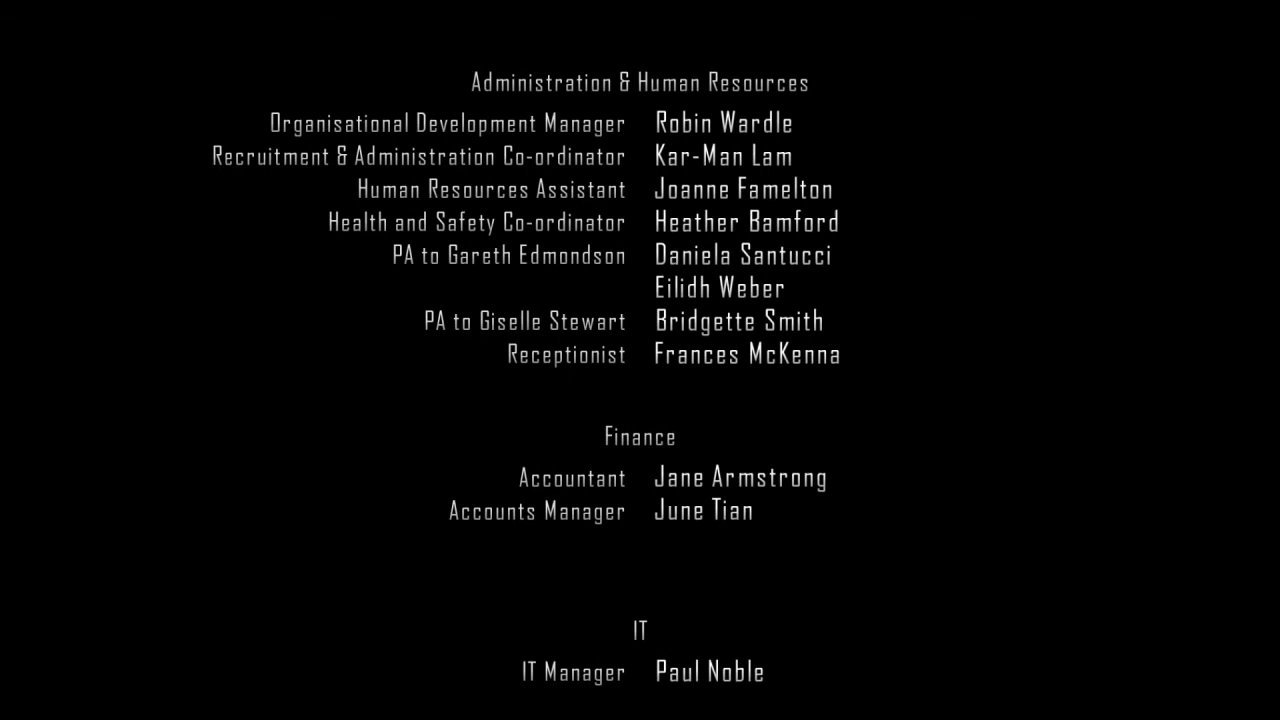 Administration & Human Resources
Organisational Development Manager Robin Wardle
Recruitment & Administration Co-ordinator Kar-Man Lam
Human Resources Assistant Joanne Famelton
Health and Safety Co-ordinator Heather Bamford
PA to Gareth Edmondson Daniela Santucci
Eilidh Weber
PA to Giselle Stewart Bridgette Smith
Receptionist Frances McKenna
Finance
Accountant Jane Armstrong
Accounts Manager June Tian
IT
IT Manager Paul Noble